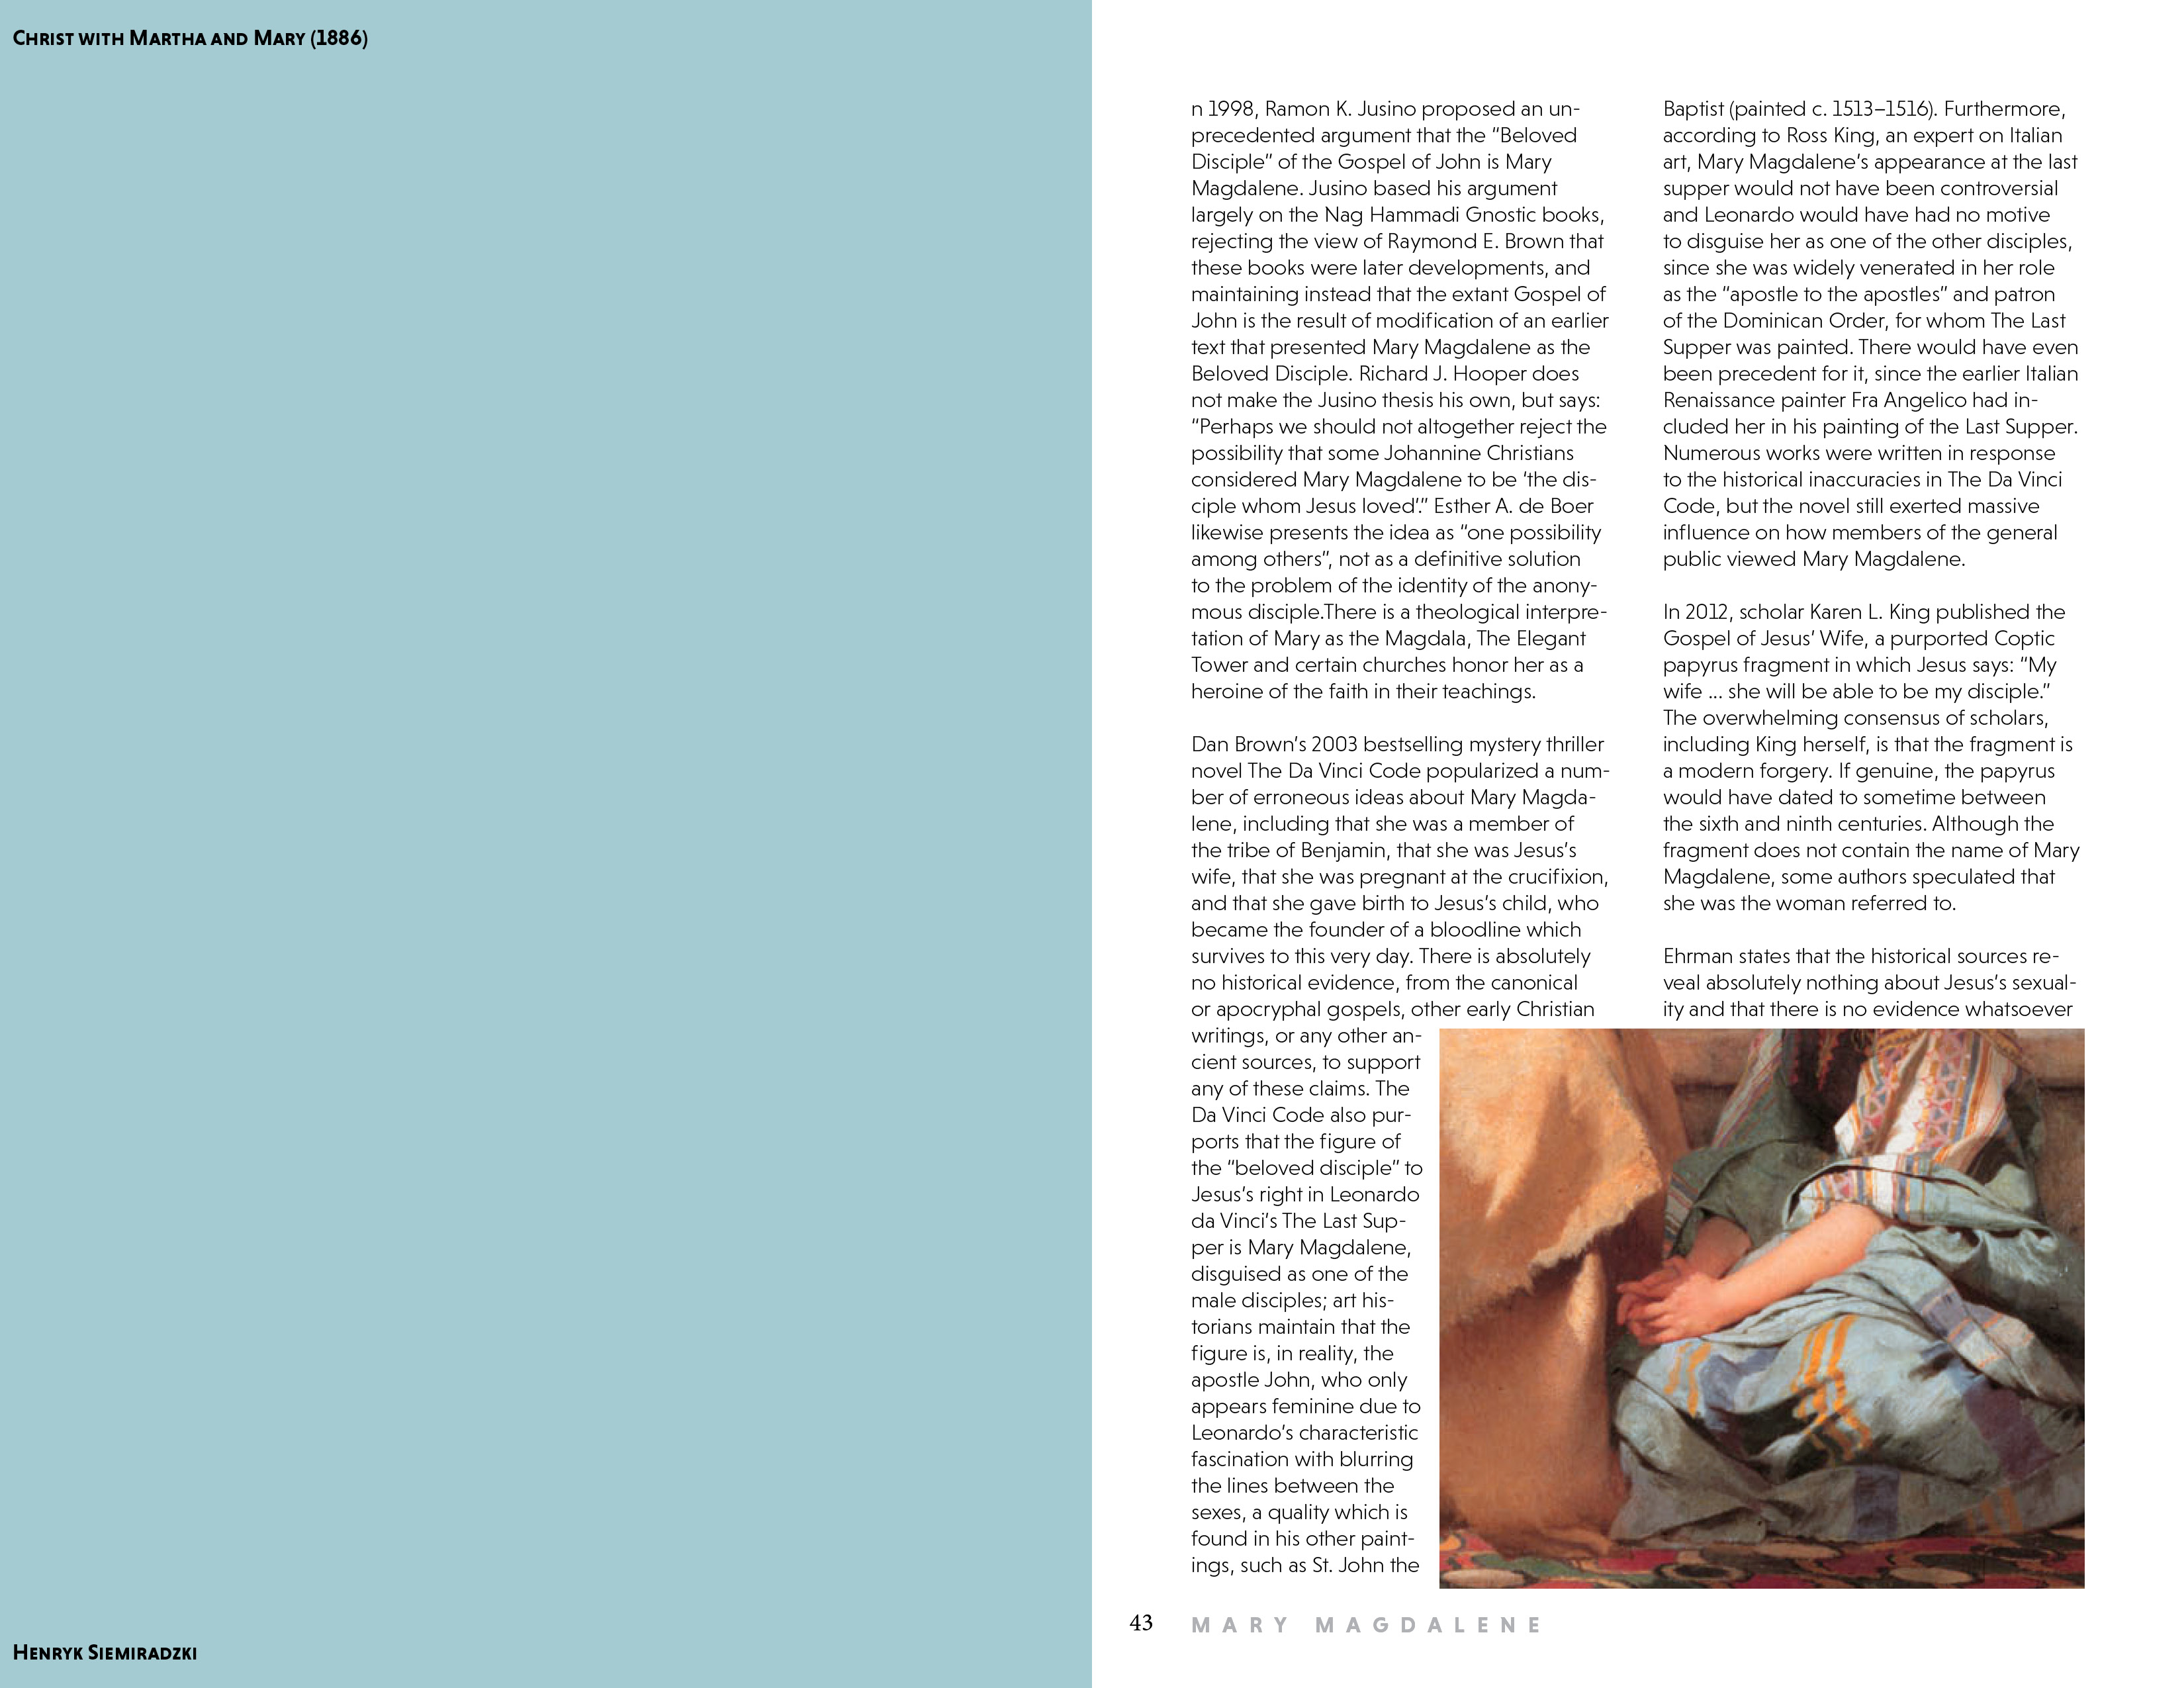 CHRIST WITH MARTHA AND MARY (1886)
HENRYK SIEMIRADZKI
n 1998, Ramon K. Jusino proposed an un-
precedented argument that the “Beloved
Disciple” of the Gospel of John is Mary
Magdalene. Jusino based his argument
largely on the Nag Hammadi Gnostic books,
rejecting the view of Raymond E. Brown that
these books were later developments, and
maintaining instead that the extant Gospel of
John is the result of modification of an earlier
text that presented Mary Magdalene as the
Beloved Disciple. Richard J. Hooper does
not make the Jusino thesis his own, but says:
“Perhaps we should not altogether reject the
possibility that some Johannine Christians
considered Mary Magdalene to be ‘the dis-
ciple whom Jesus loved’.” Esther A. de Boer
likewise presents the idea as “one possibility
among others”, not as a definitive solution
to the problem of the identity of the anony-
mous disciple.There is a theological interpre-
tation of Mary as the Magdala, The Elegant
Tower and certain churches honor her as a
heroine of the faith in their teachings.
Dan Brown’s 2003 bestselling mystery thriller
novel The Da Vinci Code popularized a num-
ber of erroneous ideas about Mary Magda-
lene, including that she was a member of
the tribe of Benjamin, that she was Jesus’s
wife, that she was pregnant at the crucifixion,
and that she gave birth to Jesus’s child, who
became the founder of a bloodline which
survives to this very day. There is absolutely
no historical evidence, from the canonical
or apocryphal gospels, other early Christian
writings, or any other an-
cient sources, to support
any of these claims. The
Da Vinci Code also pur-
ports that the figure of
the “beloved disciple” to
Jesus’s right in Leonardo
da Vinci’s The Last Sup-
per is Mary Magdalene,
disguised as one of the
male disciples; art his-
torians maintain that the
figure is, in reality, the
apostle John, who only
appears feminine due to
Leonardo’s characteristic
fascination with blurring
the lines between the
sexes, a quality which is
found in his other paint-
ings, such as St. John the
Baptist (painted c. 1513–1516). Furthermore,
according to Ross King, an expert on Italian
art, Mary Magdalene’s appearance at the last
supper would not have been controversial
and Leonardo would have had no motive
to disguise her as one of the other disciples,
since she was widely venerated in her role
as the “apostle to the apostles” and patron
of the Dominican Order, for whom The Last
Supper was painted. There would have even
been precedent for it, since the earlier Italian
Renaissance painter Fra Angelico had in-
cluded her in his painting of the Last Supper.
Numerous works were written in response
to the historical inaccuracies in The Da Vinci
Code, but the novel still exerted massive
influence on how members of the general
public viewed Mary Magdalene.
In 2012, scholar Karen L. King published the
Gospel of Jesus’ Wife, a purported Coptic
papyrus fragment in which Jesus says: “My
wife ... she will be able to be my disciple.”
The overwhelming consensus of scholars,
including King herself, is that the fragment is
a modern forgery. If genuine, the papyrus
would have dated to sometime between
the sixth and ninth centuries. Although the
fragment does not contain the name of Mary
Magdalene, some authors speculated that
she was the woman referred to.
Ehrman states that the historical sources re-
veal absolutely nothing about Jesus’s sexual-
ity and that there is no evidence whatsoever
43 MARY MAGDALENE